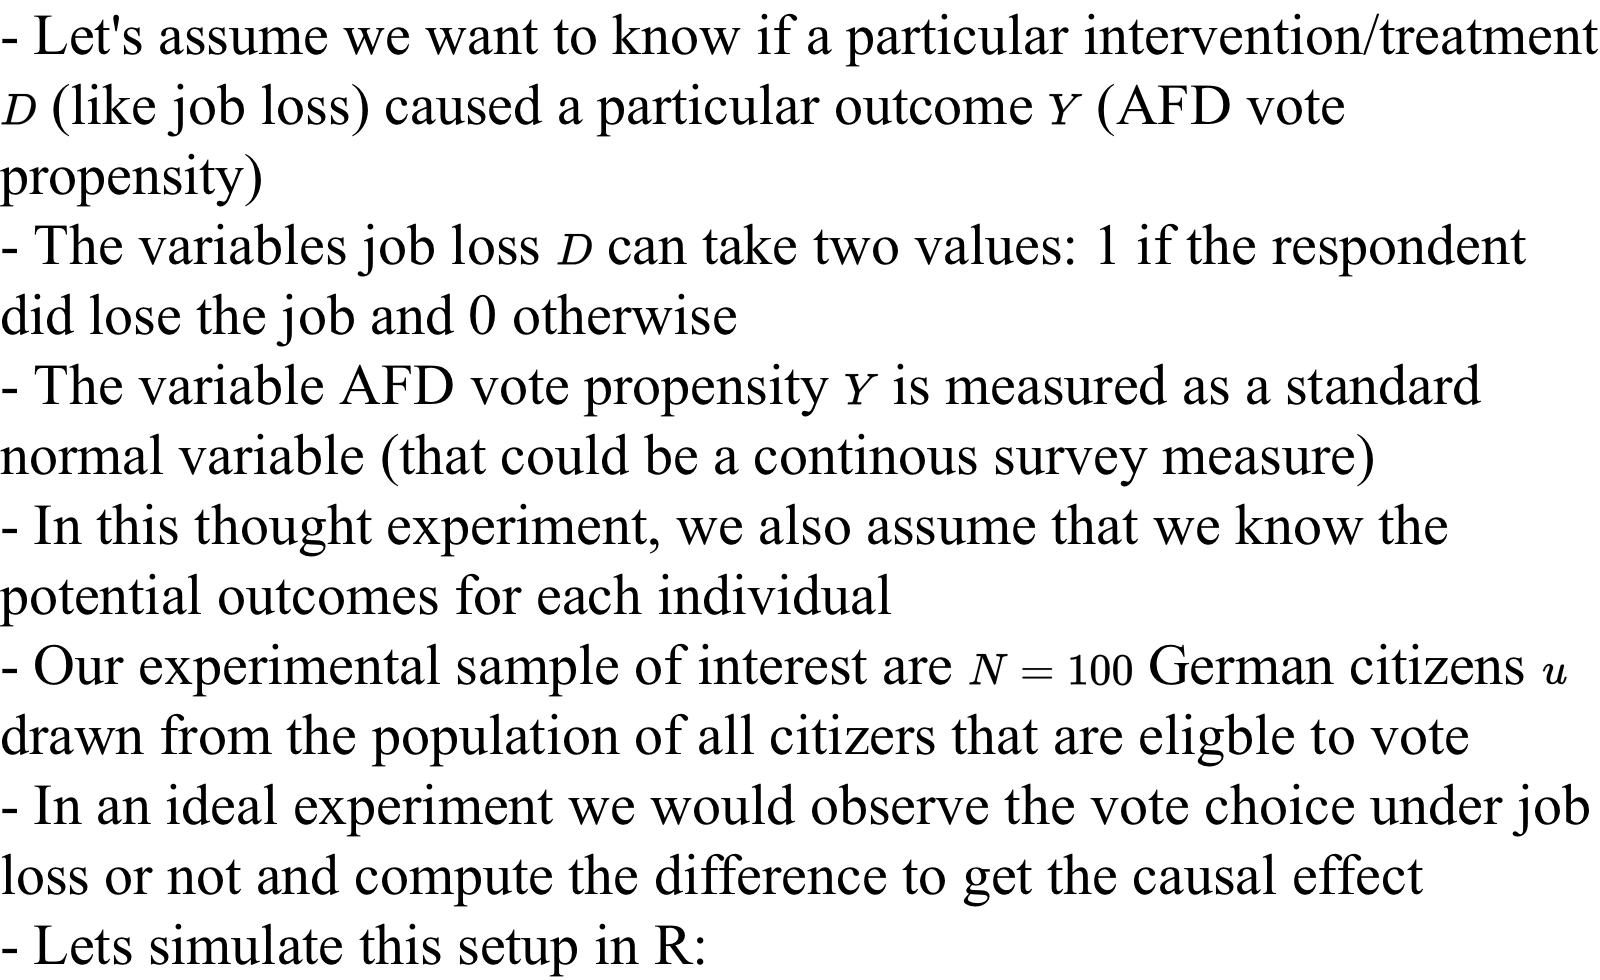 - Let's assume we want to know if a particular intervention/treatment
D (like job loss) caused a particular outcome Y (AFD vote
propensity)
- The variables job loss D can take two values: 1 if the respondent
did lose the job and 0 otherwise
- The variable AFD vote propensity Y is measured as a standard
normal variable (that could be a continous survey measure)
- In this thought experiment, we also assume that we know the
potential outcomes for each individual
- Our experimental sample of interest are N = 100 German citizens u
drawn from the population of all citizers that are eligble to vote
- In an ideal experiment we would observe the vote choice under job
loss or not and compute the difference to get the causal effect
- Lets simulate this setup in R: